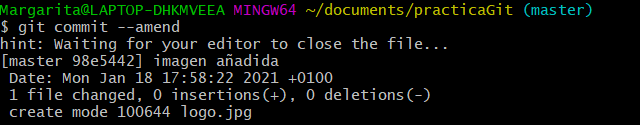 Margarita@LAPTOP-DHKMVEEA MINGW64 ~/documents/practicaGit (master)
$ git commit --amend
hint: Waiting for your editor to close the file...
[master 98e5442] imagen añadida
 Date: Mon Jan 18 17:58:22 2021 +0100
 1 file changed, 0 insertions(+), 0 deletions(-)
 create mode 100644 logo.jpg